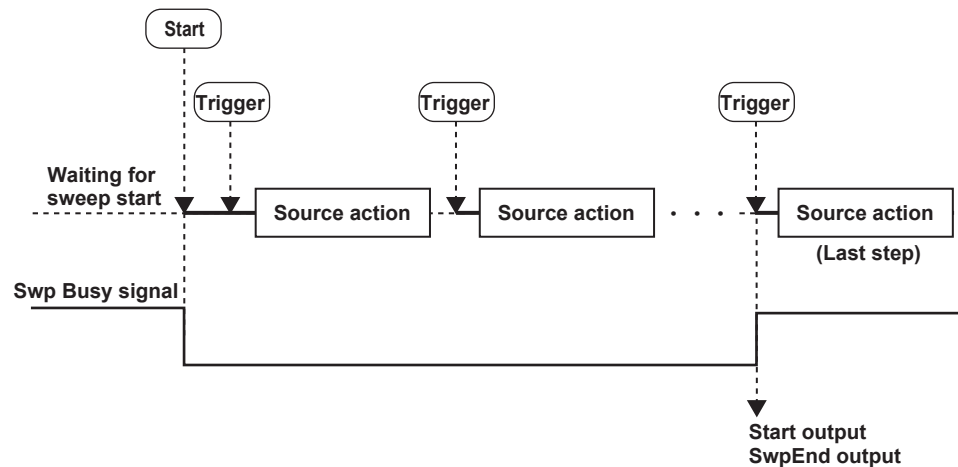 Start
Trigger
Trigger
Trigger
Waiting for
sweep start
Source action
Source action
. . .
Source action
(Last step)
Swp Busy signal
Start output
SwpEnd output